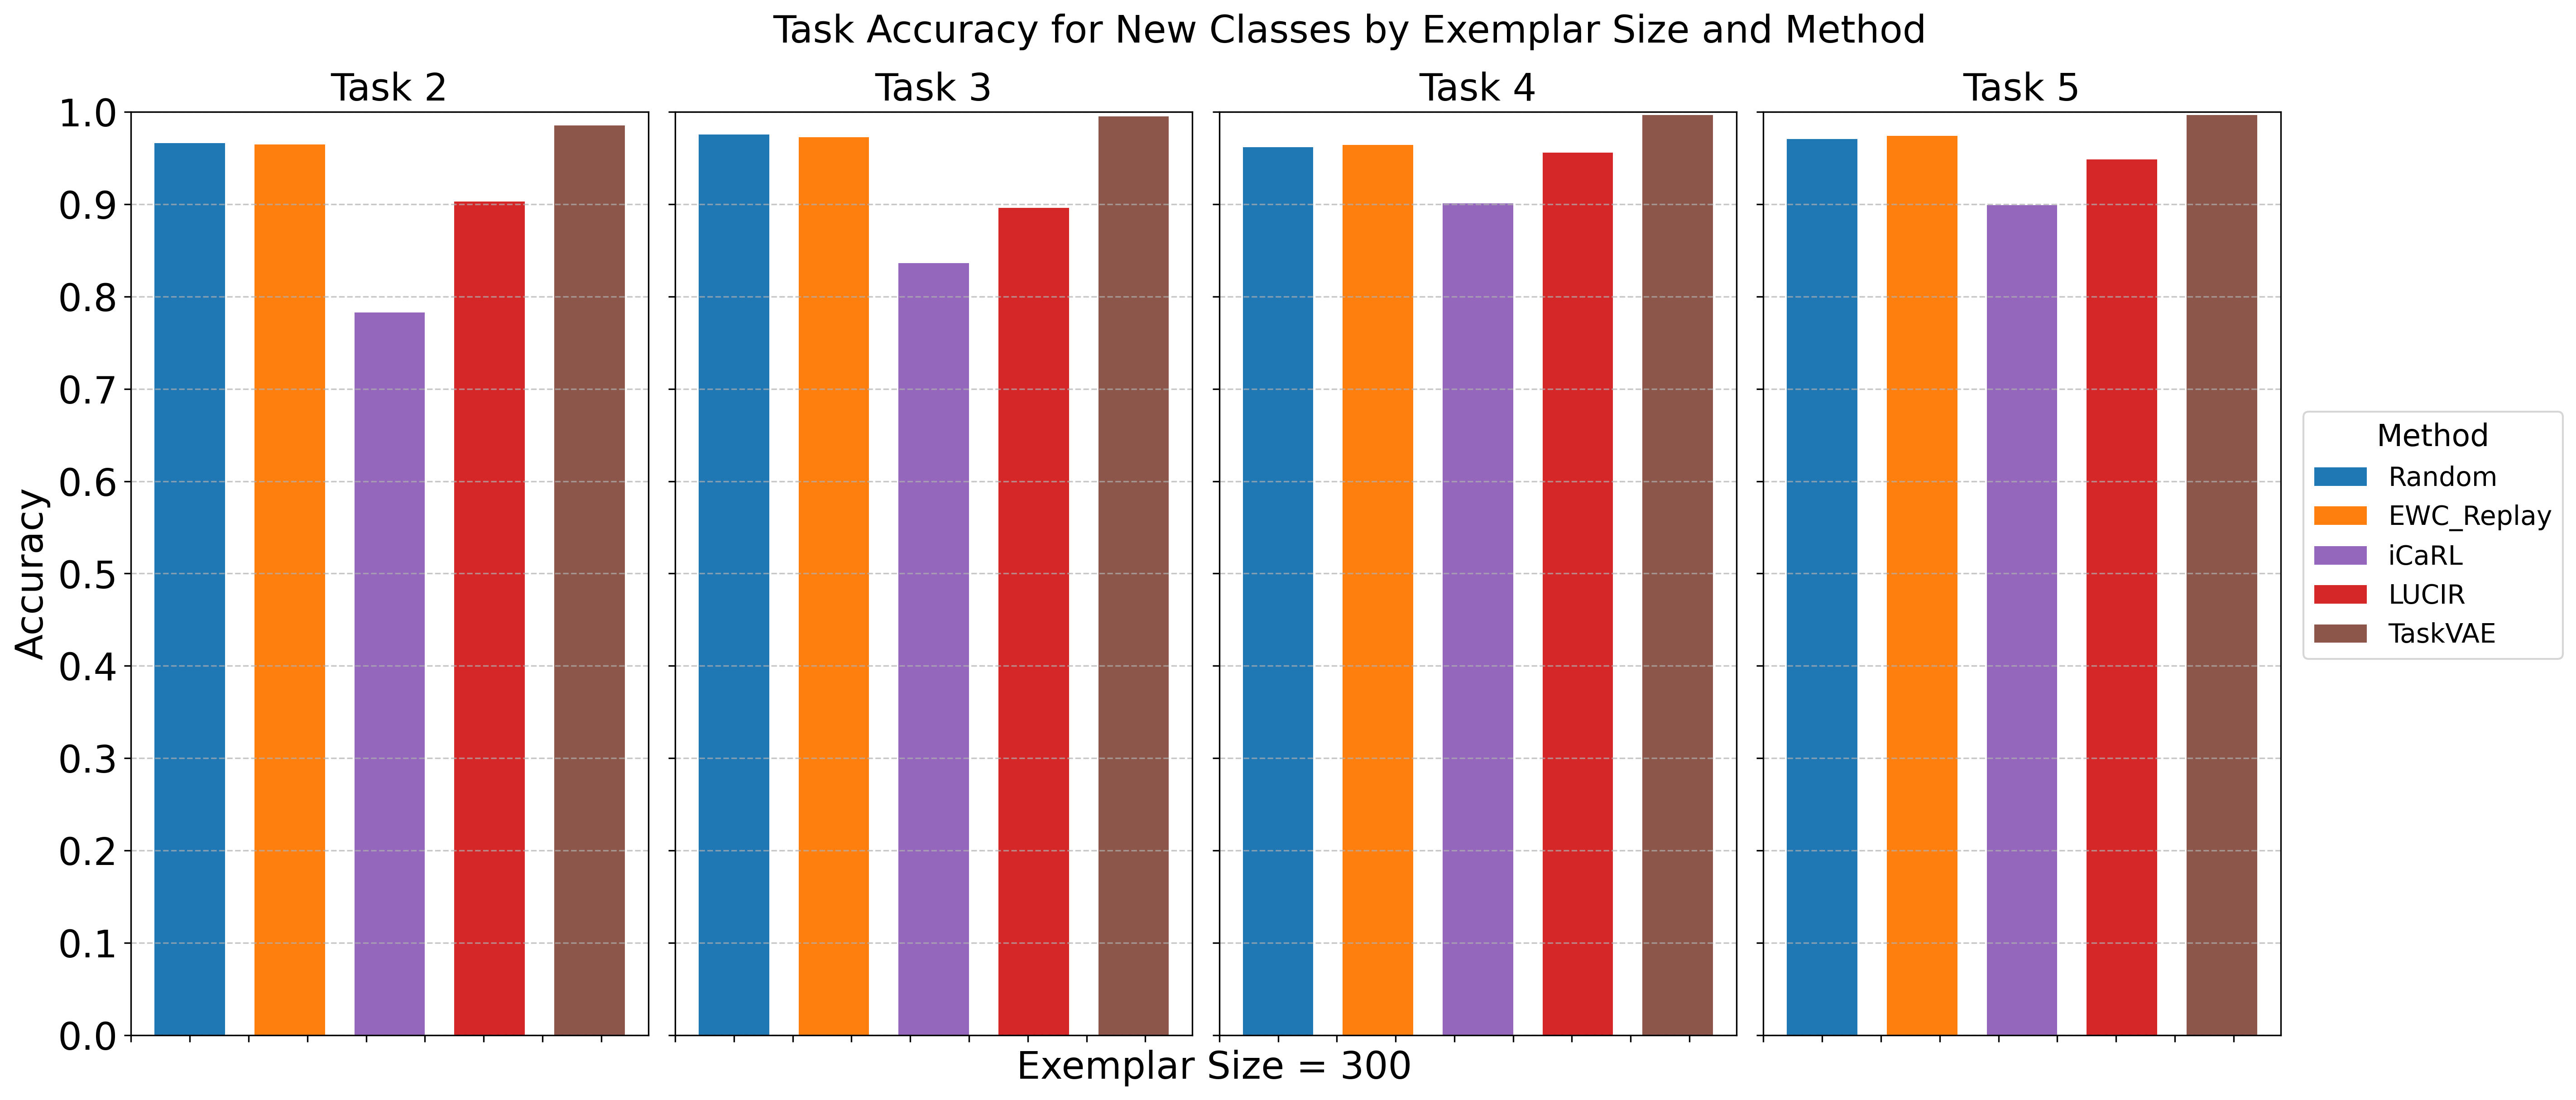 Task Accuracy for New Classes by Exemplar Size and Method
Task 2
Task 3
Task 4
Task 5
1.0
0.9
0.8
0.7
0.6
0.5
0.4
0.3
0.2
0.1
0.0
Accuracy
Exemplar Size = 300
Method
Random
EWC_Replay
iCaRL
LUCIR
TaskVAE